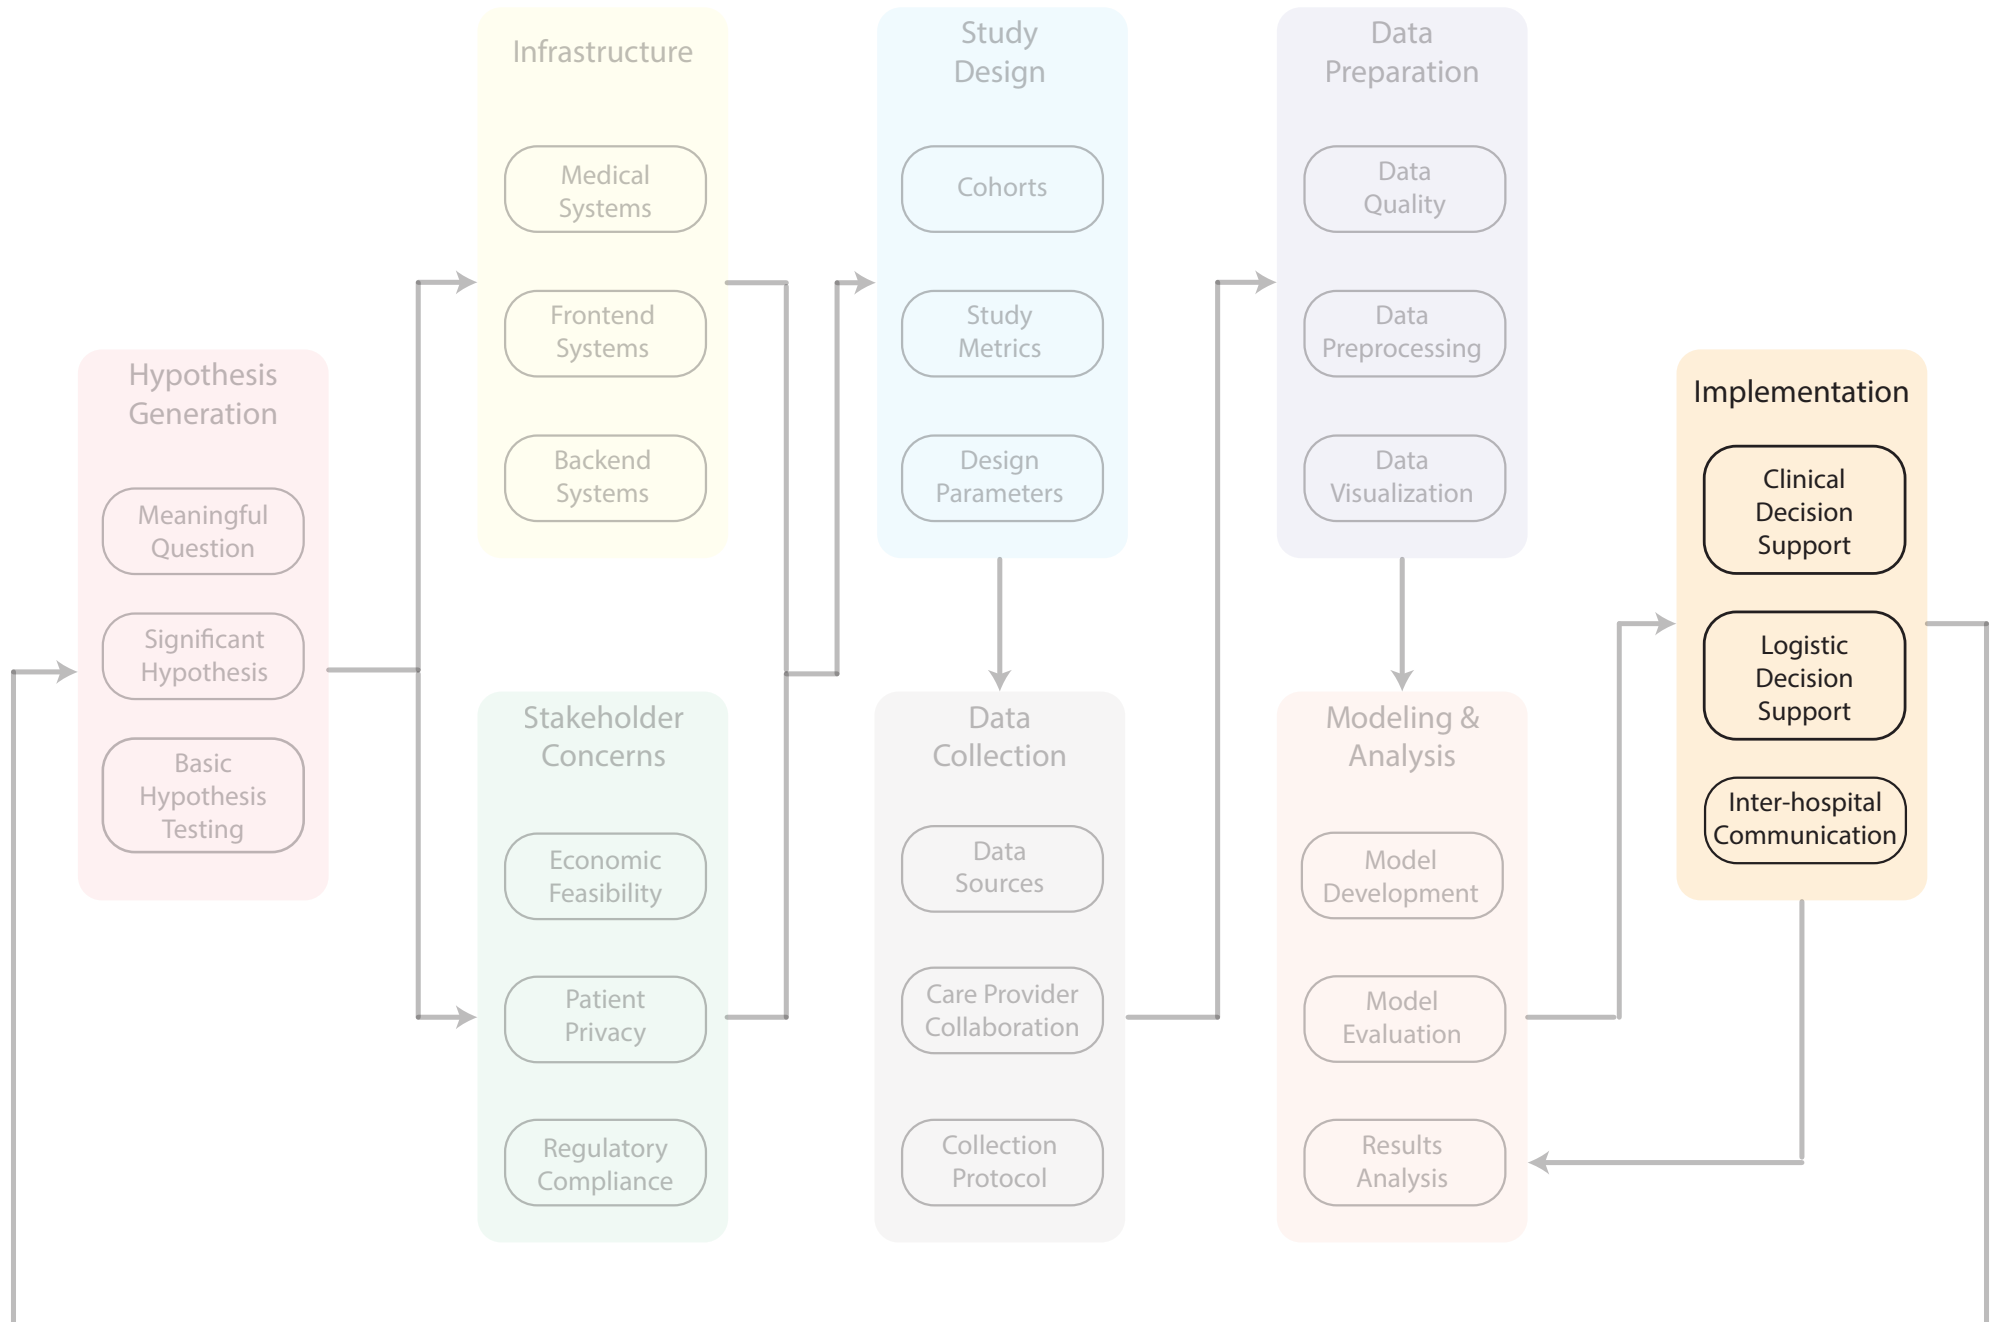 Hypothesis
Generation
Meaningful
Question
Significant
Hypothesis
Basic
Hypothesis
Testing
Infrastructure
Medical
Systems
Frontend
Systems
Backend
Systems
Stakeholder
Concerns
Economic
Feasibility
Patient
Privacy
Regulatory
Compliance
Study
Design
Cohorts
Study
Metrics
Design
Parameters
Data
Collection
Data
Sources
Care Provider
Collaboration
Collection
Protocol
Data
Preparation
Data
Quality
Data
Preprocessing
Data
Visualization
Modeling &
Analysis
Model
Development
Model
Evaluation
Results
Analysis
Implementation
Clinical
Decision
Support
Logistic
Decision
Support
Inter-hospital
Communication